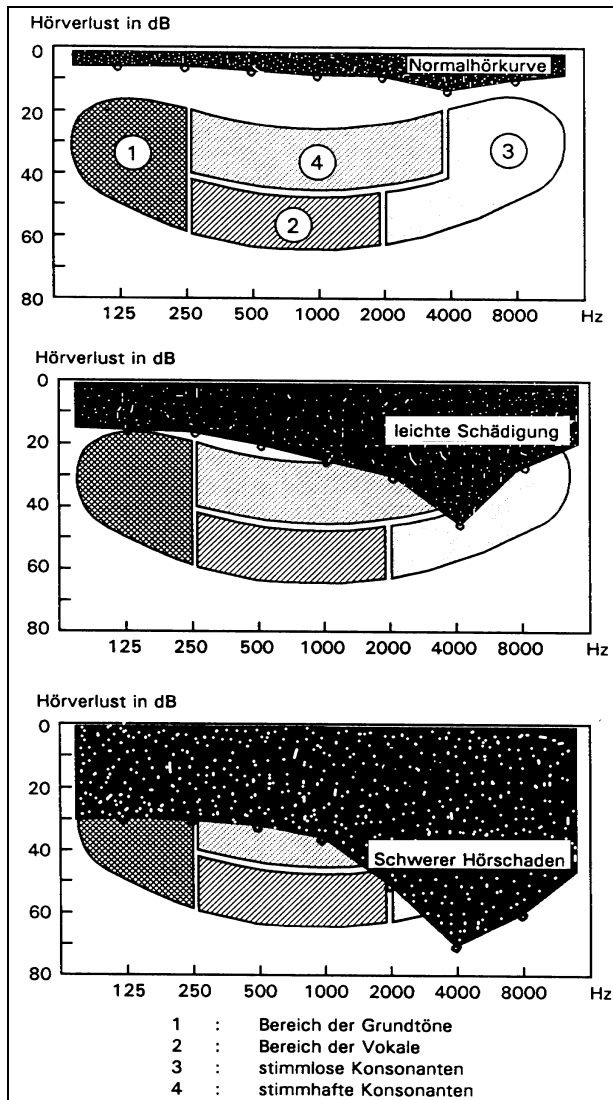 Hörverlust in dB
0
Normalhörkurve
20
1
4
3
40
2
60
80
125 250 500 1000 2000 4000 8000 Hz
Hörverlust in dB
0
leichte Schädigung
20
40
60
80
125 250 500 1000 2000 4000 8000 Hz
Hörverlust in dB
0
20
40
Schwerer Hörschaden
60
80
125 250 500 1000 2000 4000 8000 Hz
1 : Bereich der Grundtöne
2 : Bereich der Vokale
3 : stimmlose Konsonanten
4 : stimmhafte Konsonanten